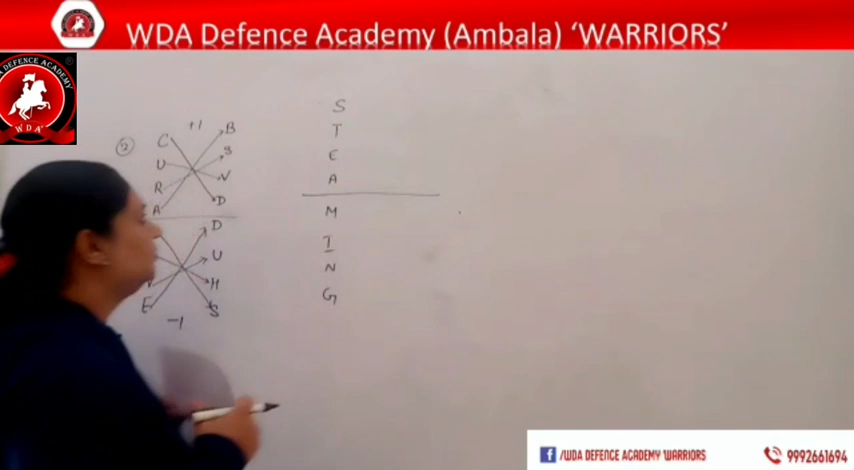 WDA Defence Academy (Ambala) ‘WARRIORS’
DEFENCE ACADEMY
WDA
②
+1
C B
U S
R V
A D
D
U
V H
E S
-1
S
T
E
A
M
I
N
G
/WDA DEFENCE ACADEMY WARRIORS
9992661694